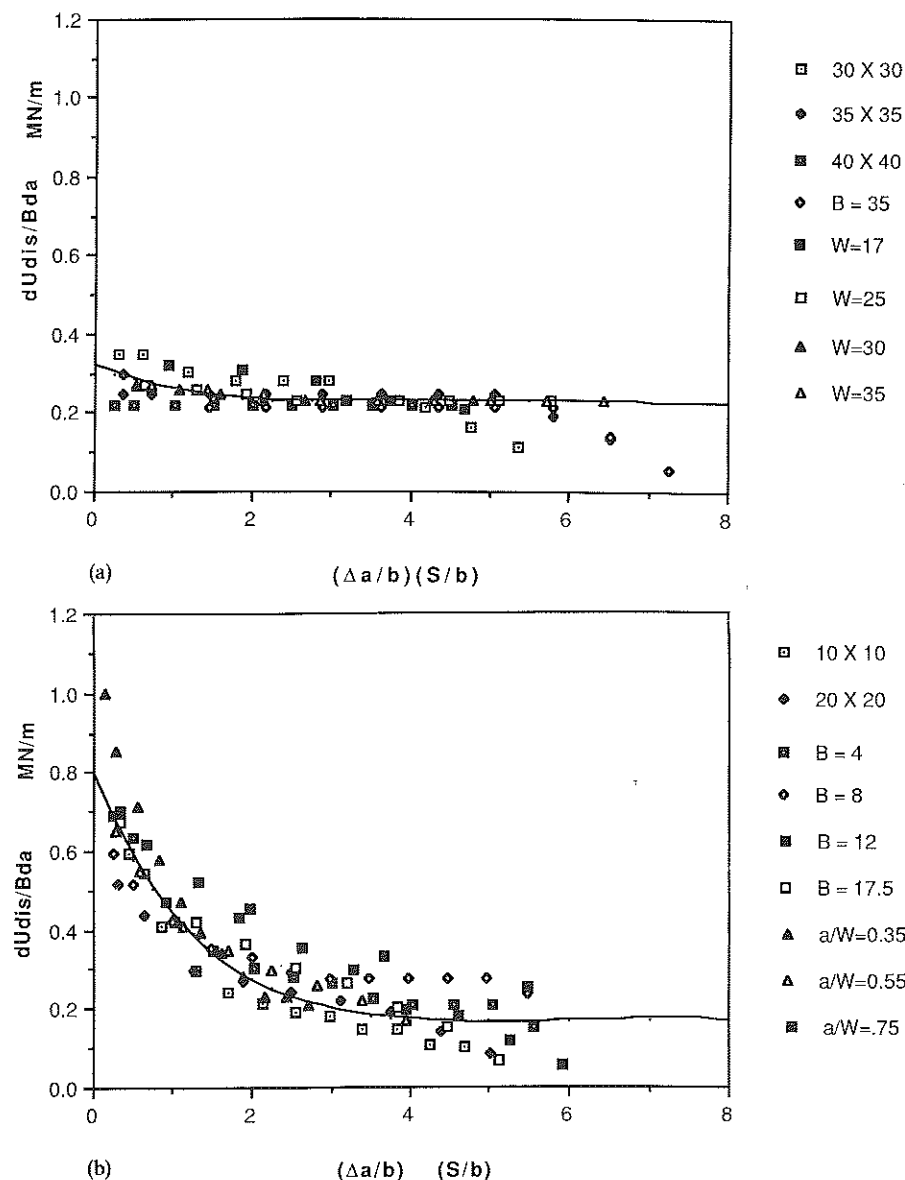 1.2
1.0
0.8
0.6
0.4
0.2
0.0
dUdis/Bda MN/m
0 2 4 6 8
(a) (Δa/b)(S/b)
30 X 30
35 X 35
40 X 40
B = 35
W=17
W=25
W=30
W=35
1.2
1.0
0.8
0.6
0.4
0.2
0.0
dUdis/Bda MN/m
0 2 4 6 8
(b) (Δa/b) (S/b)
10 X 10
20 X 20
B = 4
B = 8
B = 12
B = 17.5
a/W=0.35
a/W=0.55
a/W=.75